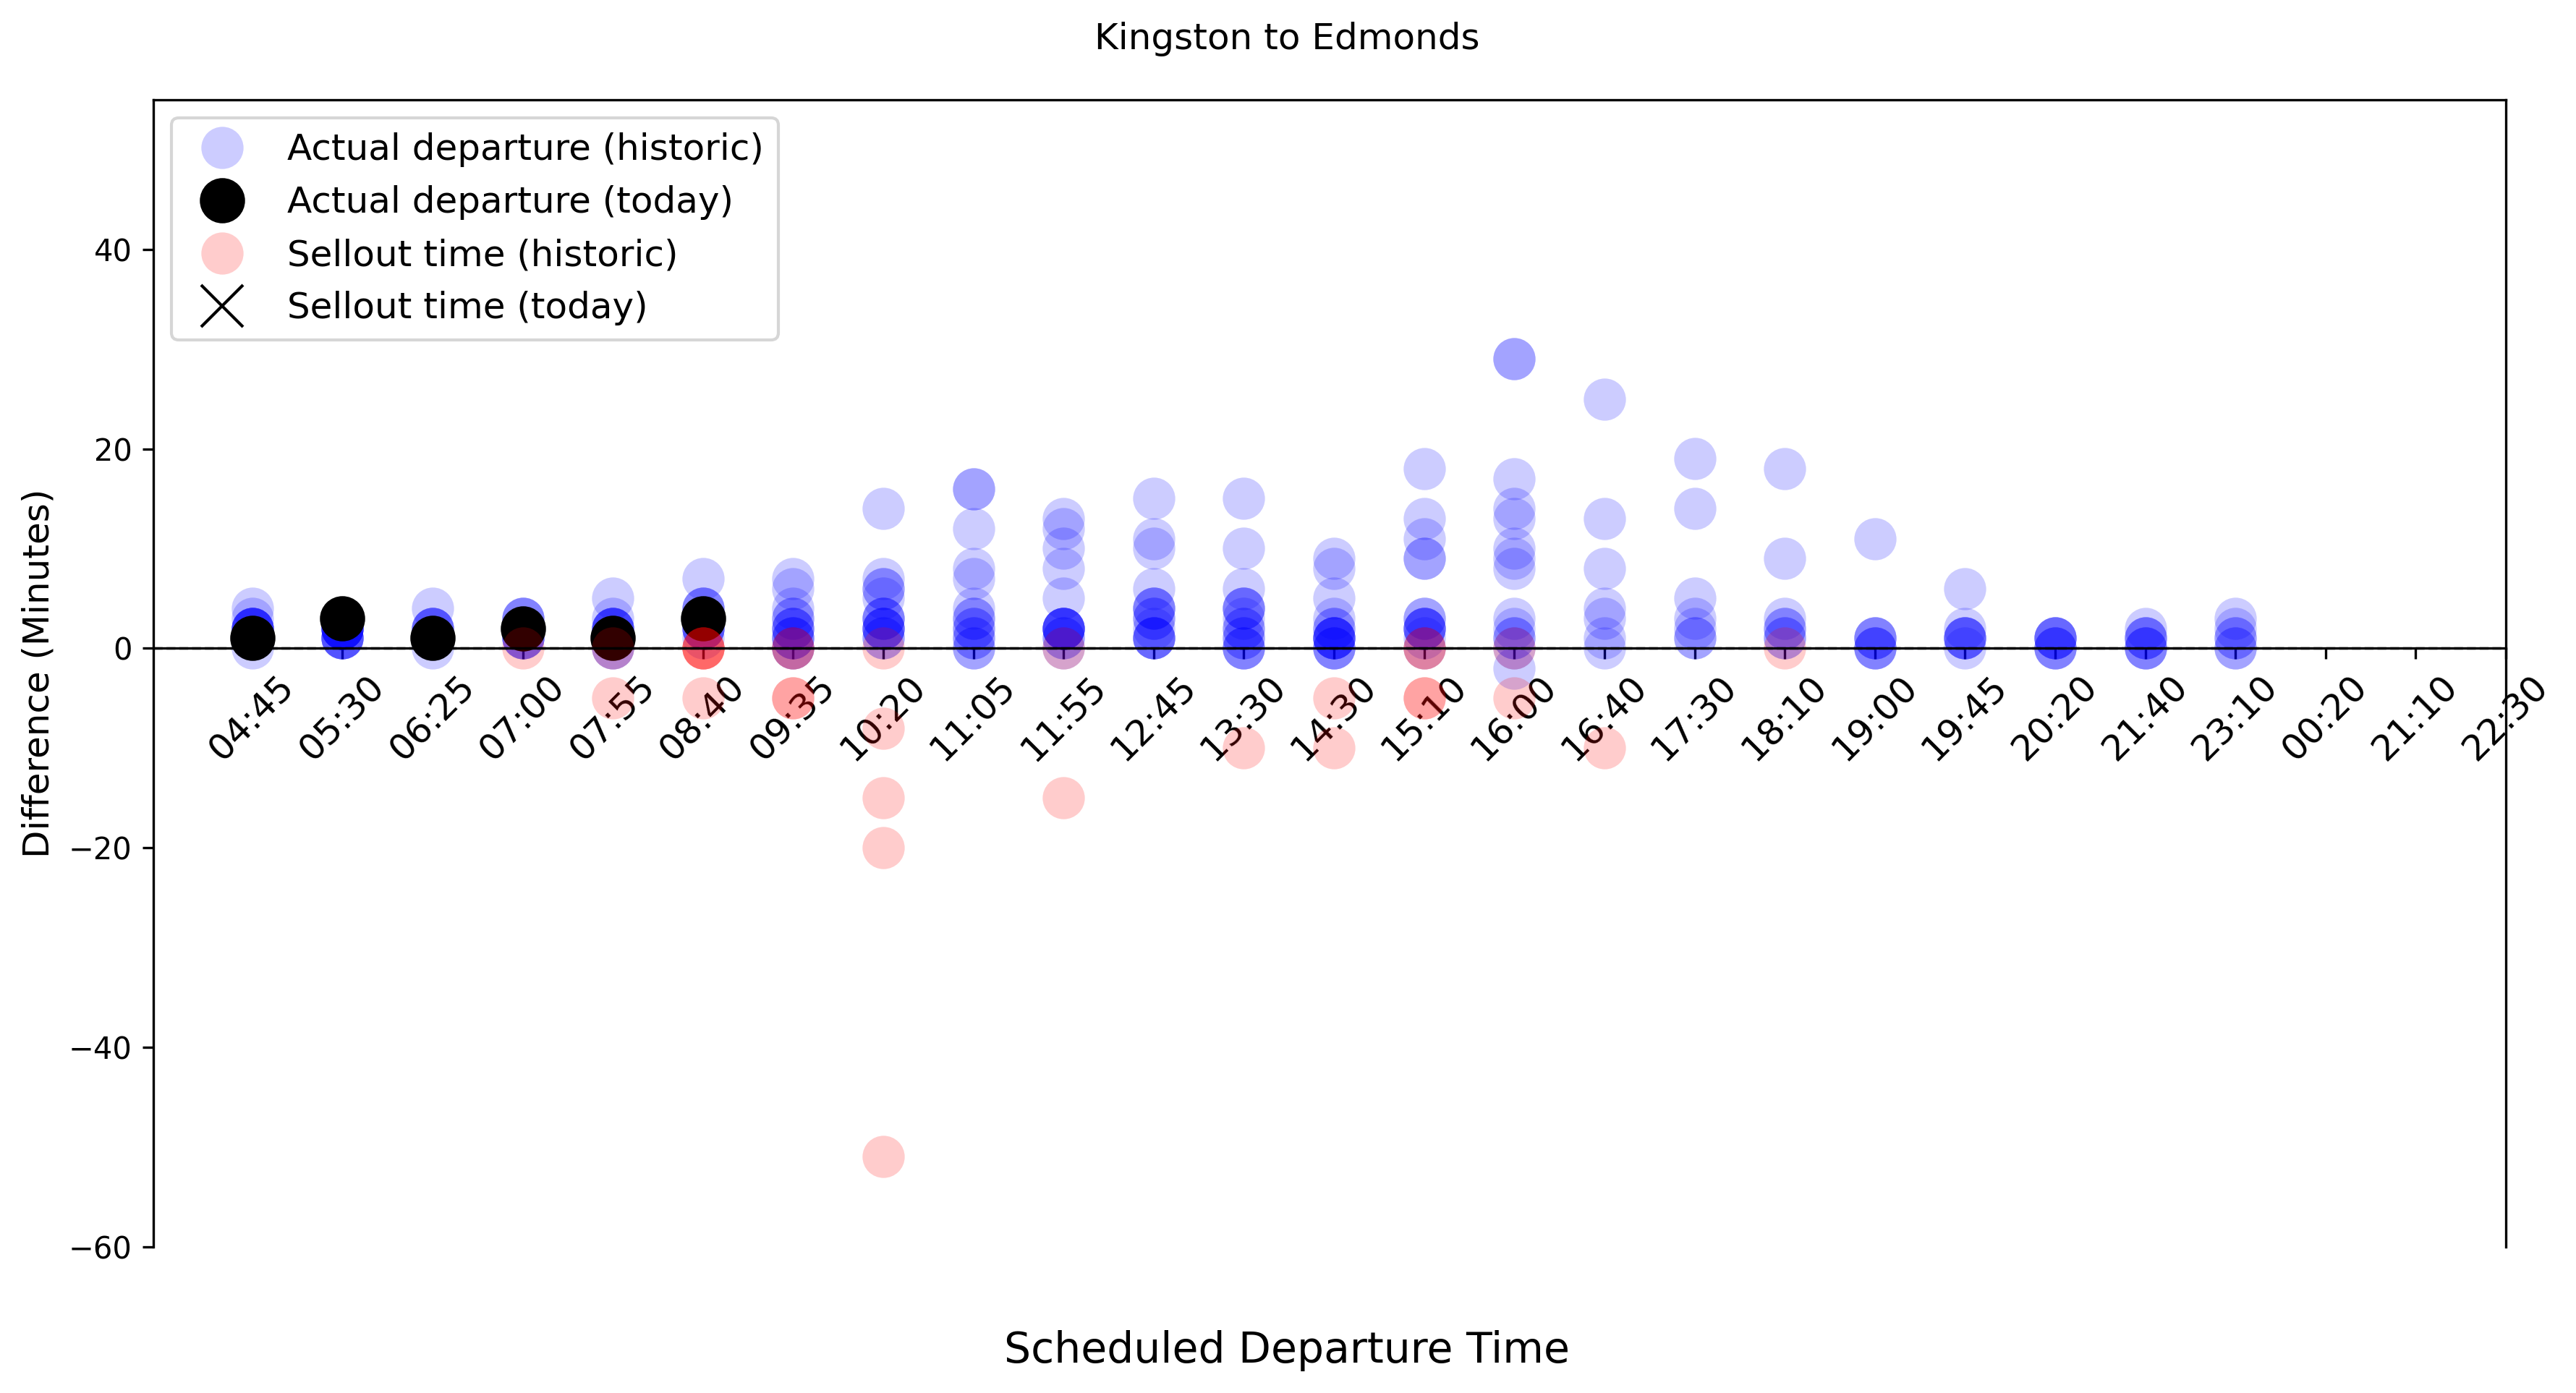 Kingston to Edmonds
Actual departure (historic)
Actual departure (today)
Sellout time (historic)
Sellout time (today)
Difference (Minutes)
40
20
0
−20
−40
−60
04:45 05:30 06:25 07:00 07:55 08:40 09:35 10:20 11:05 11:55 12:45 13:30 14:30 15:10 16:00 16:40 17:30 18:10 19:00 19:45 20:20 21:40 23:10 00:20 21:10 22:30
Scheduled Departure Time